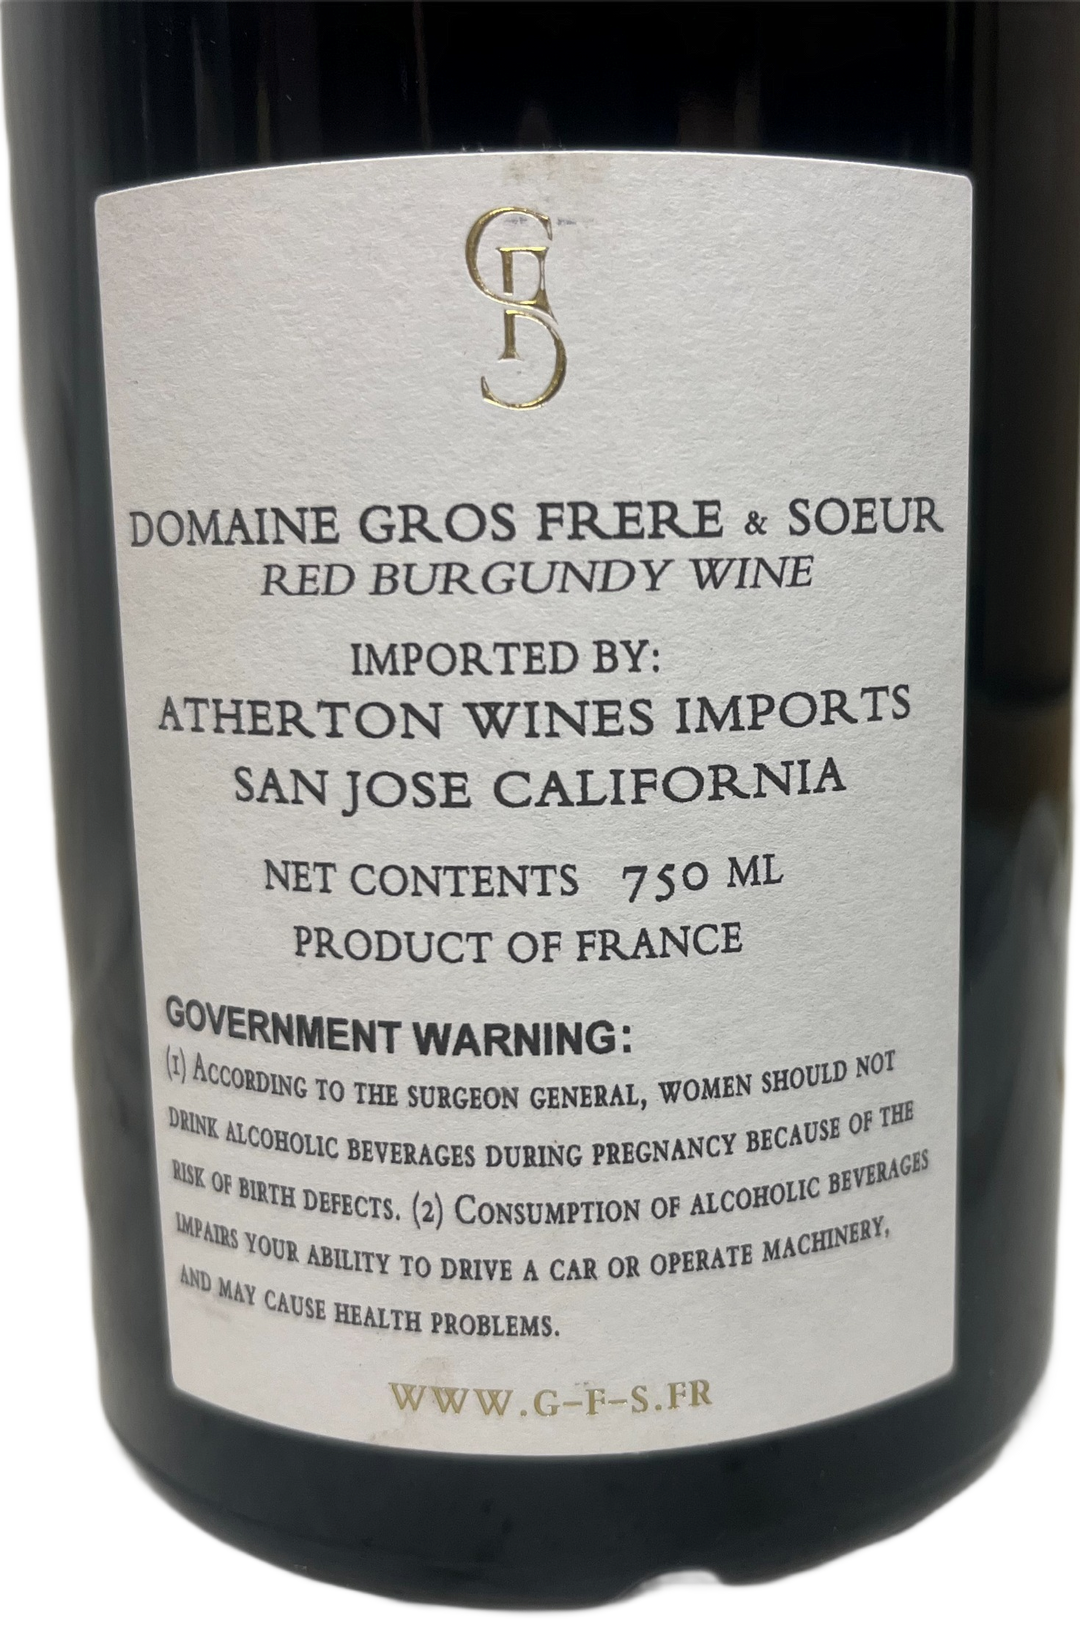 GFS
DOMAINE GROS FRERE & SOEUR
RED BURGUNDY WINE
IMPORTED BY:
ATHERTON WINES IMPORTS
SAN JOSE CALIFORNIA
NET CONTENTS 750 ML
PRODUCT OF FRANCE
GOVERNMENT WARNING:
(1) ACCORDING TO THE SURGEON GENERAL, WOMEN SHOULD NOT
DRINK ALCOHOLIC BEVERAGES DURING PREGNANCY BECAUSE OF THE
RISK OF BIRTH DEFECTS. (2) CONSUMPTION OF ALCOHOLIC BEVERAGES
IMPAIRS YOUR ABILITY TO DRIVE A CAR OR OPERATE MACHINERY,
AND MAY CAUSE HEALTH PROBLEMS.
WWW.G-F-S.FR